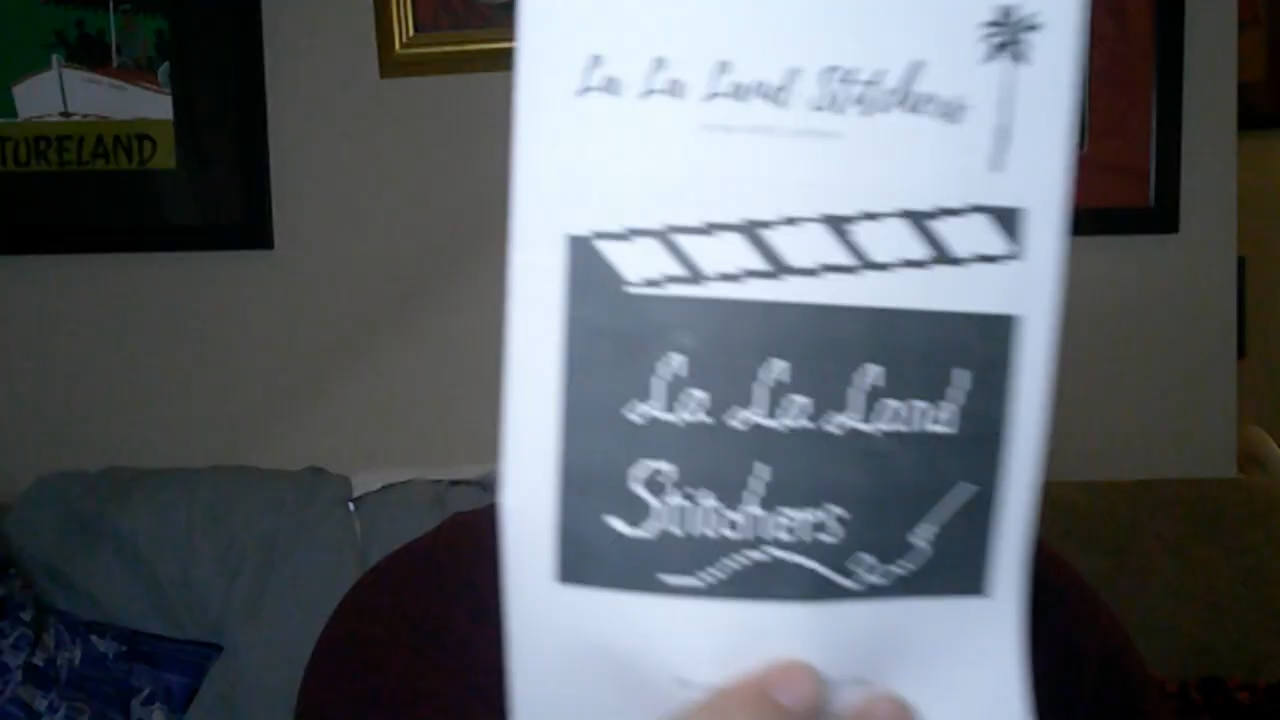 TURELAND
La La Land Stitchers
La La Land
Stitchers